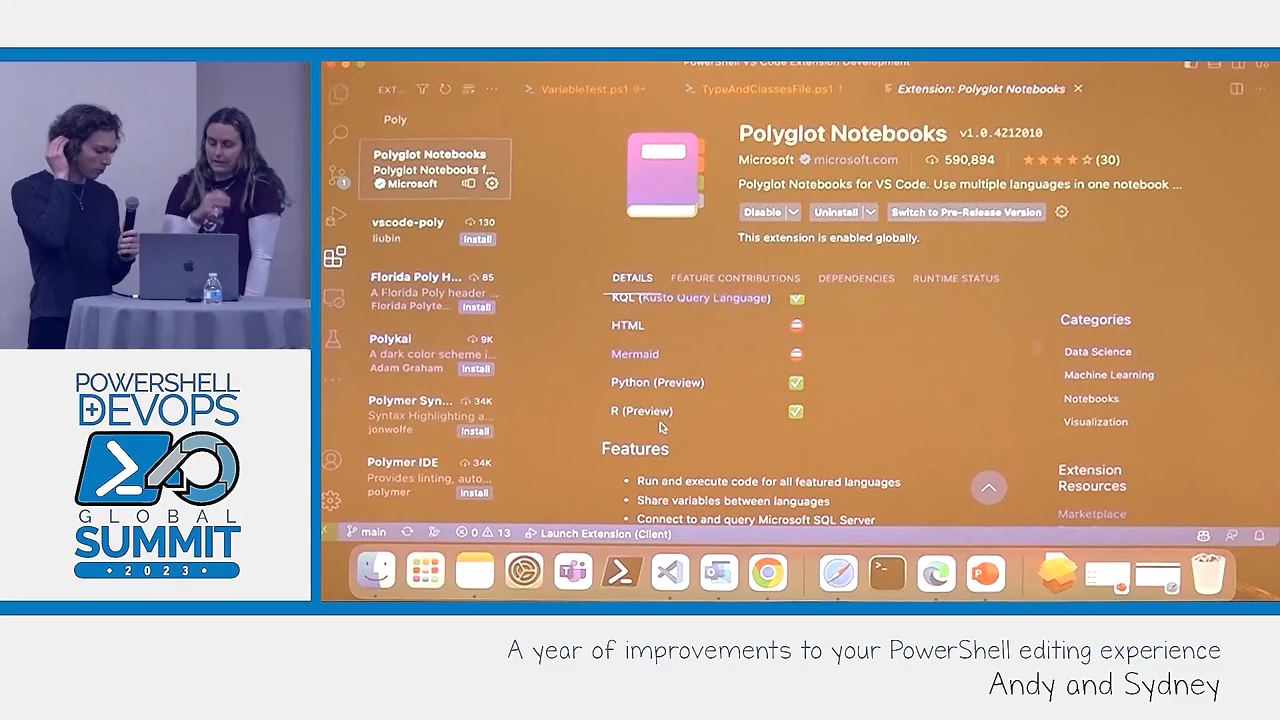 PowerShell VS Code Extension Development
EXT...
VariableTest.ps1 9+
TypeAndClassesFile.ps1 1
Extension: Polyglot Notebooks
Poly
Polyglot Notebooks
Polyglot Notebooks f...
Microsoft
vscode-poly 130
liubin Install
Florida Poly H... 85
A Florida Poly header ...
Florida Polyte... Install
Polykai 9K
A dark color scheme i...
Adam Graham Install
Polymer Syn... 34K
Syntax Highlighting a...
jonwolfe Install
Polymer IDE 34K
Provides linting, auto...
polymer Install
Polyglot Notebooks v1.0.4212010
Microsoft microsoft.com 590,894 (30)
Polyglot Notebooks for VS Code. Use multiple languages in one notebook ...
Disable Uninstall Switch to Pre-Release Version
This extension is enabled globally.
DETAILS FEATURE CONTRIBUTIONS DEPENDENCIES RUNTIME STATUS
KQL (Kusto Query Language)
HTML
Mermaid
Python (Preview)
R (Preview)
Features
• Run and execute code for all featured languages
• Share variables between languages
• Connect to and query Microsoft SQL Server
Categories
Data Science
Machine Learning
Notebooks
Visualization
Extension
Resources
Marketplace
main 0 13 Launch Extension (Client)
POWERSHELL
+ DEVOPS
GLOBAL
SUMMIT
• 2023 •
A year of improvements to your PowerShell editing experience
Andy and Sydney